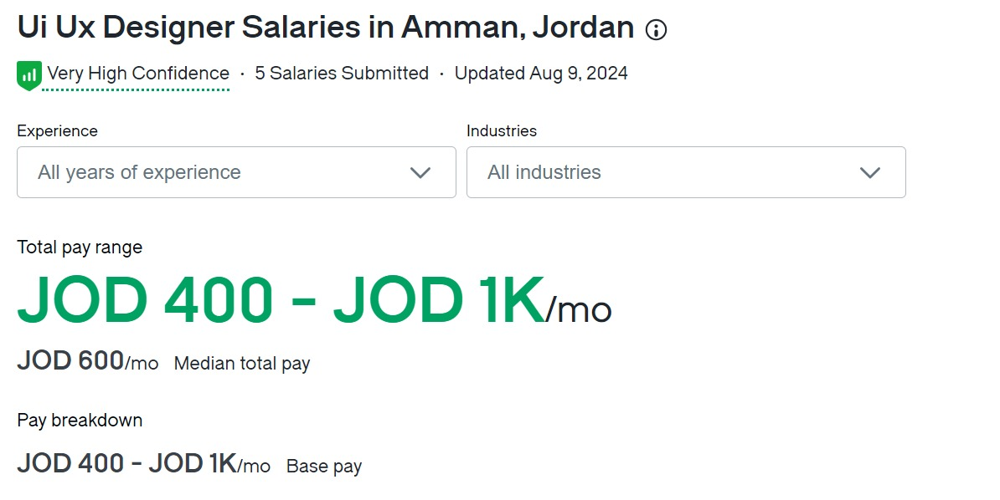 Ui Ux Designer Salaries in Amman, Jordan
Very High Confidence · 5 Salaries Submitted · Updated Aug 9, 2024
Experience
Industries
All years of experience
All industries
Total pay range
JOD 400 - JOD 1K/mo
JOD 600/mo Median total pay
Pay breakdown
JOD 400 - JOD 1K/mo Base pay